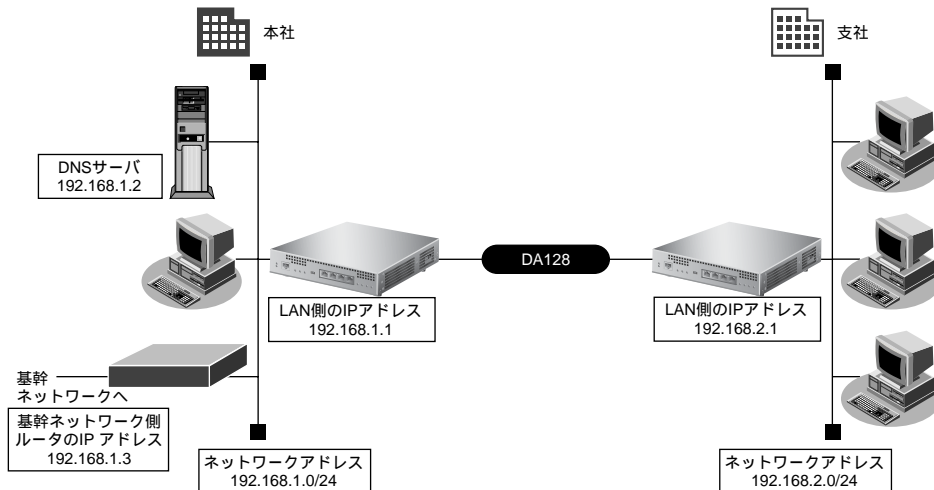 本社
支社
DNSサーバ
192.168.1.2
DA128
LAN側のIPアドレス
192.168.1.1
LAN側のIPアドレス
192.168.2.1
基幹
ネットワークへ
基幹ネットワーク側
ルータのIP アドレス
192.168.1.3
ネットワークアドレス
192.168.1.0/24
ネットワークアドレス
192.168.2.0/24